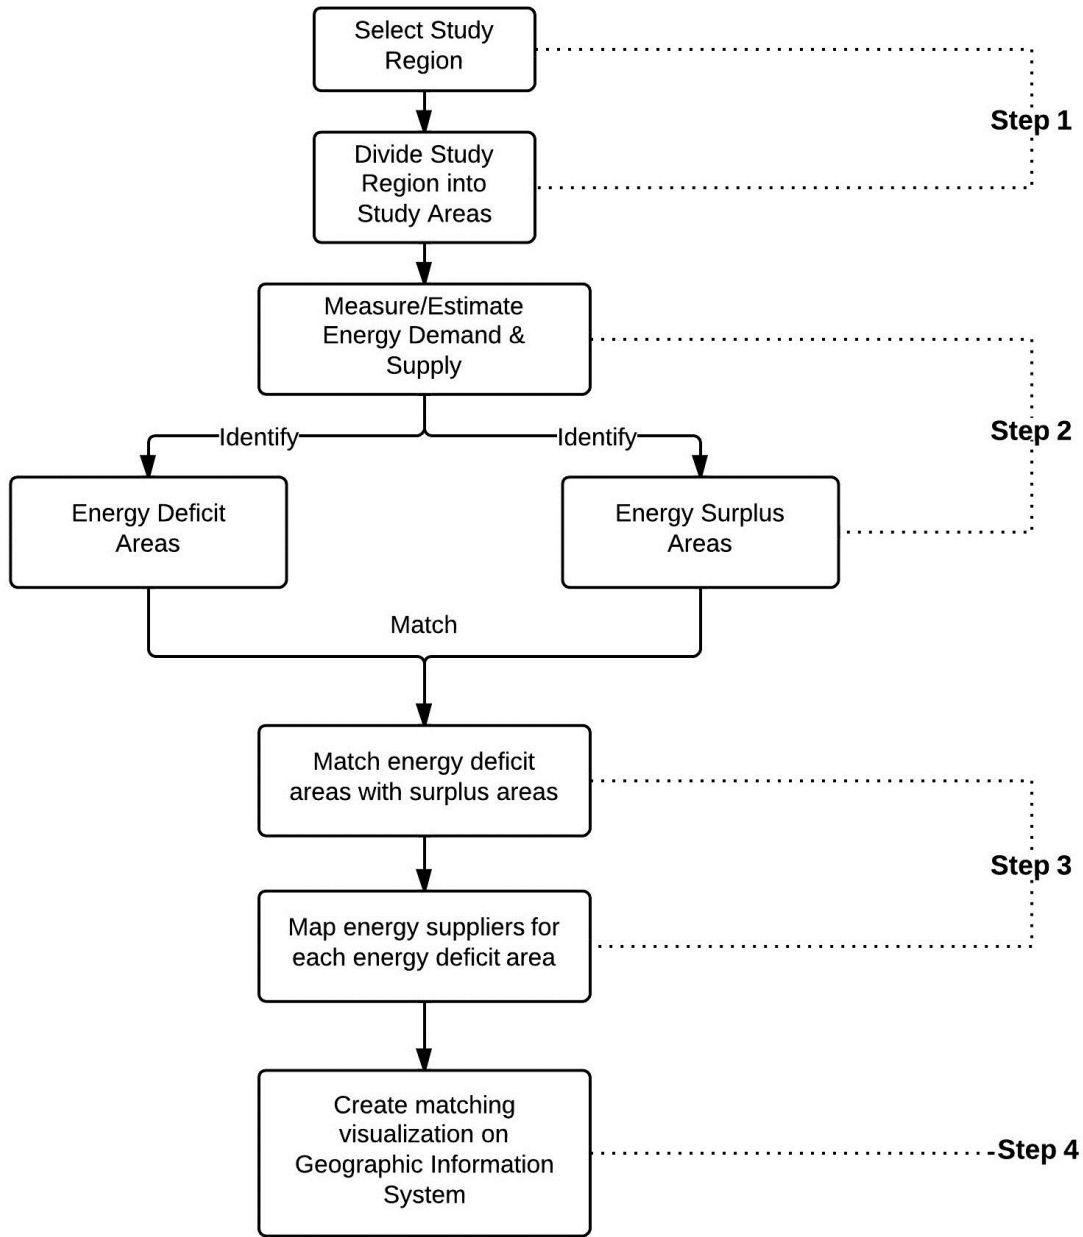 Select Study
Region
Step 1
Divide Study
Region into
Study Areas
Measure/Estimate
Energy Demand &
Supply
Step 2
Identify
Identify
Energy Deficit
Areas
Energy Surplus
Areas
Match
Match energy deficit
areas with surplus areas
Step 3
Map energy suppliers for
each energy deficit area
Create matching
visualization on
Geographic Information
System
Step 4